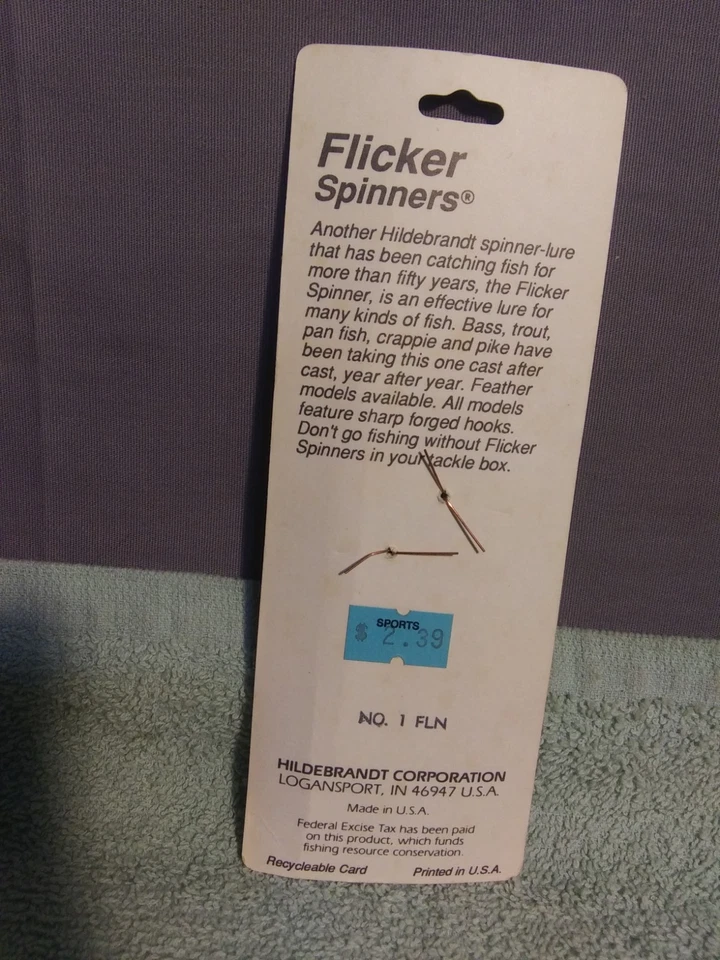 Flicker
Spinners®
Another Hildebrandt spinner-lure
that has been catching fish for
more than fifty years, the Flicker
Spinner, is an effective lure for
many kinds of fish. Bass, trout,
pan fish, crappie and pike have
been taking this one cast after
cast, year after year. Feather
models available. All models
feature sharp forged hooks.
Don't go fishing without Flicker
Spinners in your tackle box.
SPORTS
$ 2.39
NO. 1 FLN
HILDEBRANDT CORPORATION
LOGANSPORT, IN 46947 U.S.A.
Made in U.S.A.
Federal Excise Tax has been paid
on this product, which funds
fishing resource conservation.
Recycleable Card Printed in U.S.A.